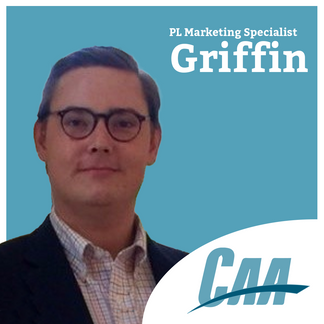 PL Marketing Specialist
Griffin
CAA